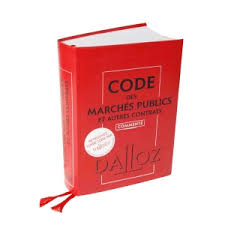 CODE
DES
MARCHÉS PUBLICS
ET AUTRES CONTRATS
COMMENTÉ
DALLOZ